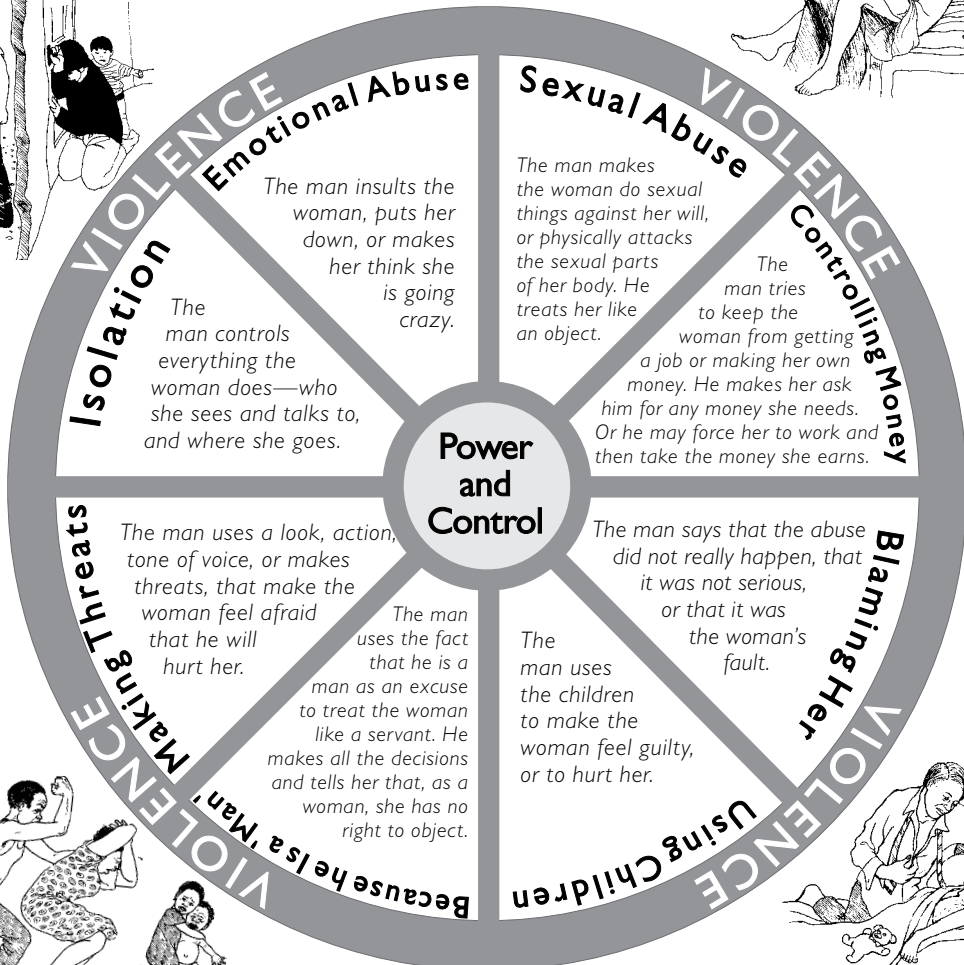 VIOLENCE
Emotional Abuse
The man insults the
woman, puts her
down, or makes
her think she
is going
crazy.
VIOLENCE
Sexual Abuse
The man makes
the woman do sexual
things against her will,
or physically attacks
the sexual parts
of her body. He
treats her like
an object.
Controlling Money
The
man tries
to keep the
woman from getting
a job or making her own
money. He makes her ask
him for any money she needs.
Or he may force her to work and
then take the money she earns.
Isolation
The
man controls
everything the
woman does—who
she sees and talks to,
and where she goes.
Power
and
Control
Making Threats
The man uses a look, action,
tone of voice, or makes
threats, that make the
woman feel afraid
that he will
hurt her.
Blaming Her
The man says that the abuse
did not really happen, that
it was not serious,
or that it was
the woman's
fault.
VIOLENCE
Because he Is a 'Man'
The man
uses the fact
that he is a
man as an excuse
to treat the woman
like a servant. He
makes all the decisions
and tells her that, as a
woman, she has no
right to object.
Using Children
The
man uses
the children
to make the
woman feel guilty,
or to hurt her.
VIOLENCE